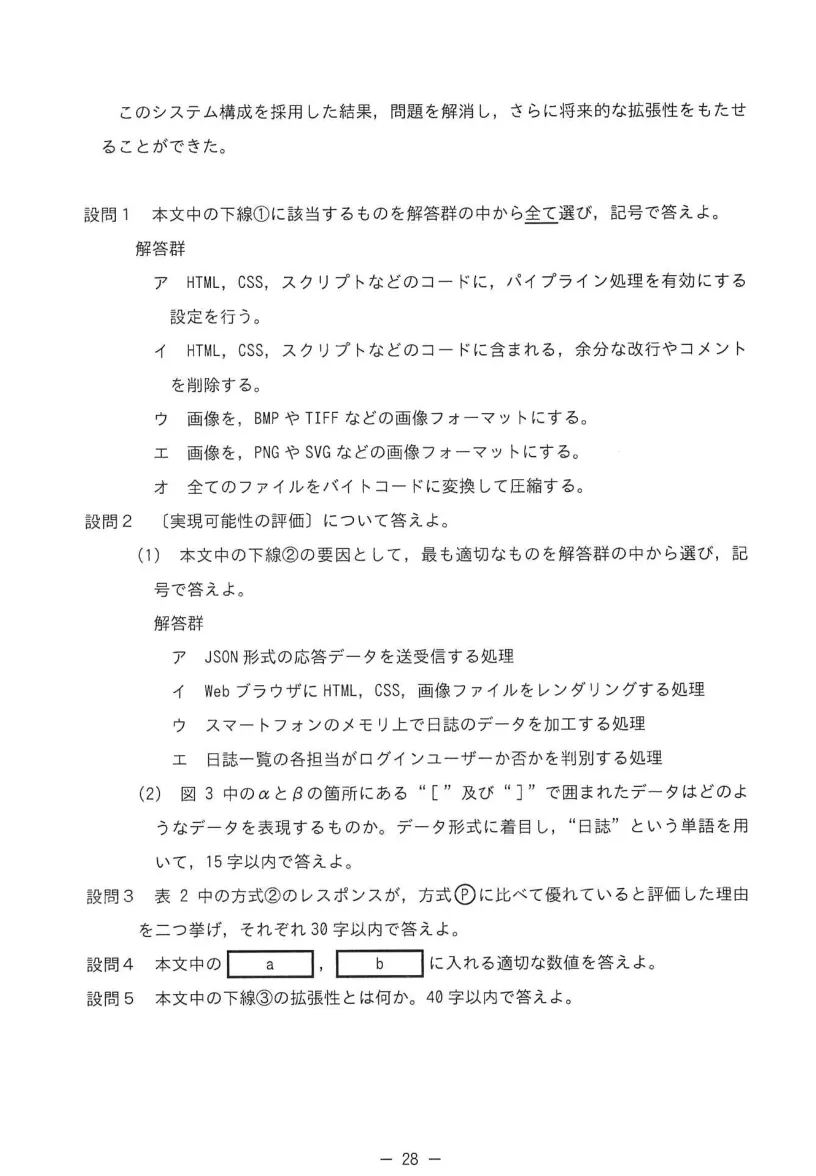 このシステム構成を採用した結果，問題を解消し，さらに将来的な拡張性をもたせ
ることができた。
設問1 本文中の下線①に該当するものを解答群の中から全て選び，記号で答えよ。
解答群
ア HTML，CSS，スクリプトなどのコードに，パイプライン処理を有効にする
設定を行う。
イ HTML，CSS，スクリプトなどのコードに含まれる，余分な改行やコメント
を削除する。
ウ 画像を，BMP や TIFF などの画像フォーマットにする。
エ 画像を，PNG や SVG などの画像フォーマットにする。
オ 全てのファイルをバイトコードに変換して圧縮する。
設問2 〔実現可能性の評価〕について答えよ。
(1) 本文中の下線②の要因として，最も適切なものを解答群の中から選び，記
号で答えよ。
解答群
ア JSON 形式の応答データを送受信する処理
イ Web ブラウザに HTML，CSS，画像ファイルをレンダリングする処理
ウ スマートフォンのメモリ上で日誌のデータを加工する処理
エ 日誌一覧の各担当がログインユーザーか否かを判別する処理
(2) 図 3 中のαとβの箇所にある “[” 及び “]” で囲まれたデータはどのよ
うなデータを表現するものか。データ形式に着目し，“日誌” という単語を用
いて，15 字以内で答えよ。
設問3 表 2 中の方式②のレスポンスが，方式Ⓟに比べて優れていると評価した理由
を二つ挙げ，それぞれ 30 字以内で答えよ。
設問4 本文中の a ， b に入れる適切な数値を答えよ。
設問5 本文中の下線③の拡張性とは何か。40 字以内で答えよ。
— 28 —